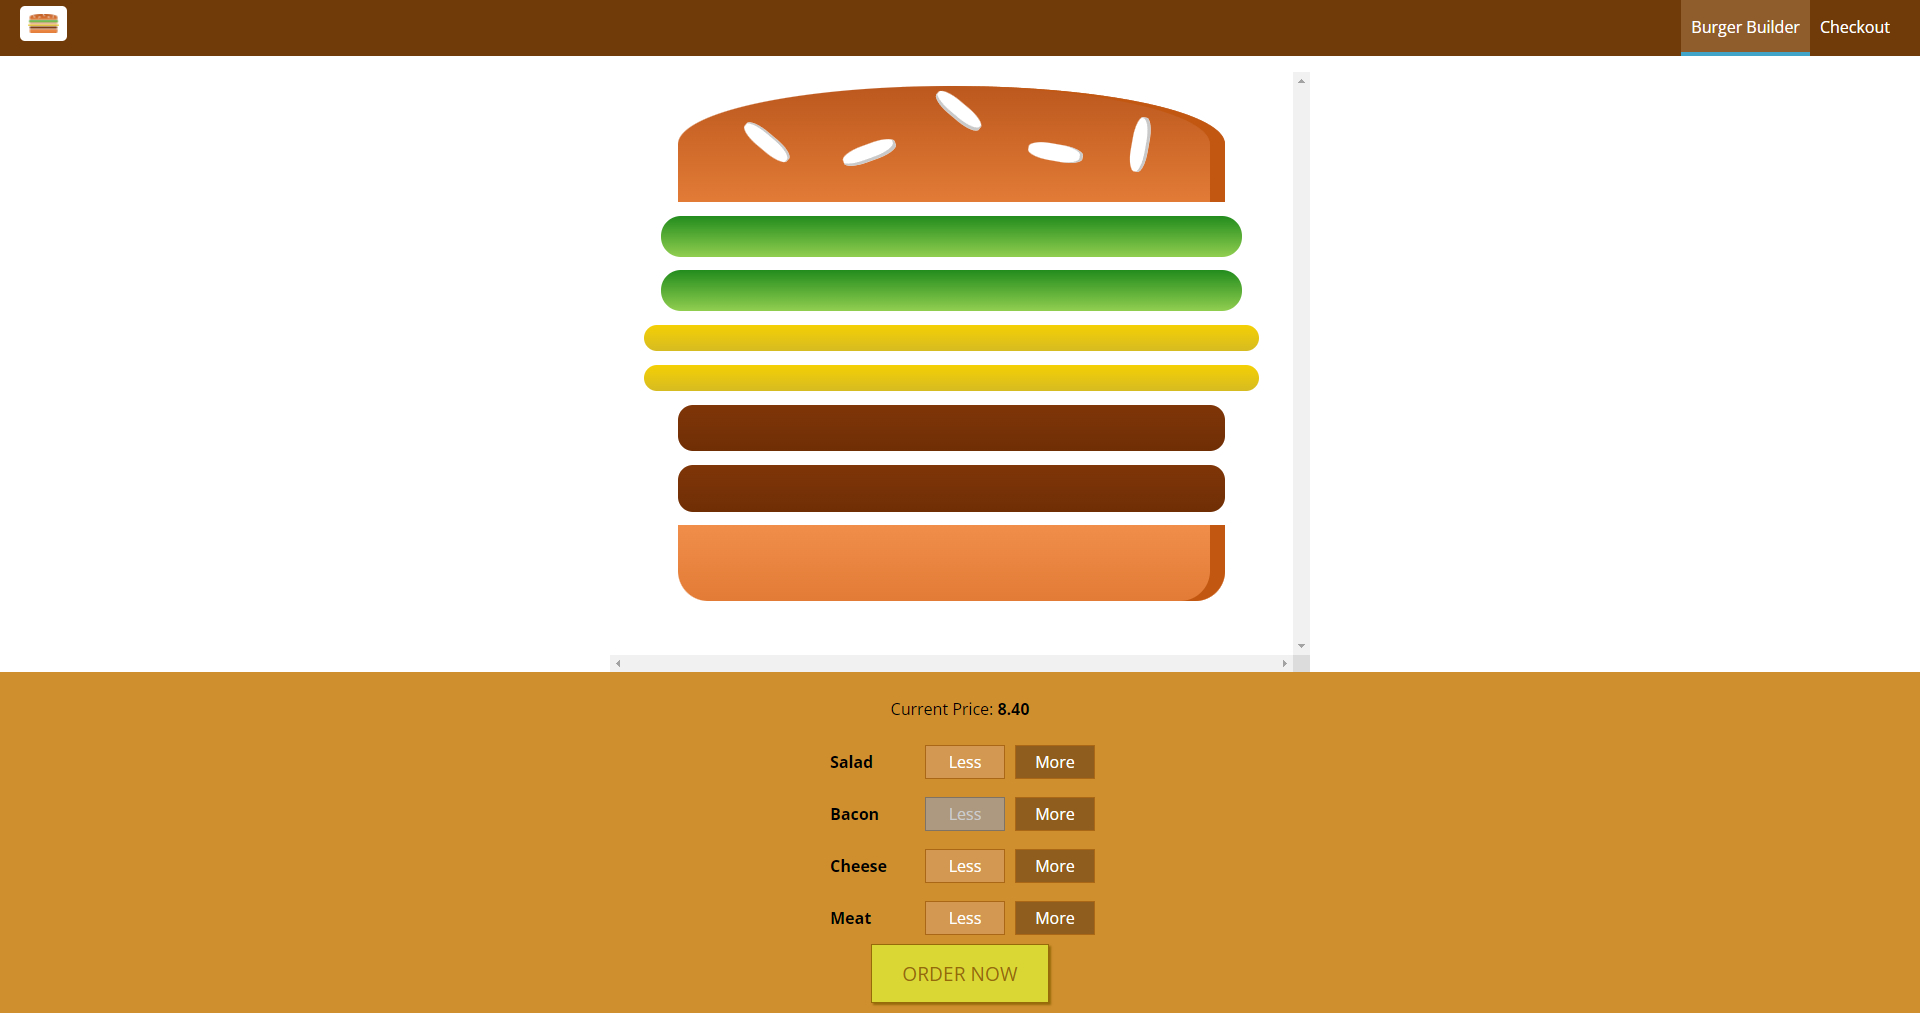 Burger Builder Checkout
Current Price: 8.40
Salad Less More
Bacon Less More
Cheese Less More
Meat Less More
ORDER NOW